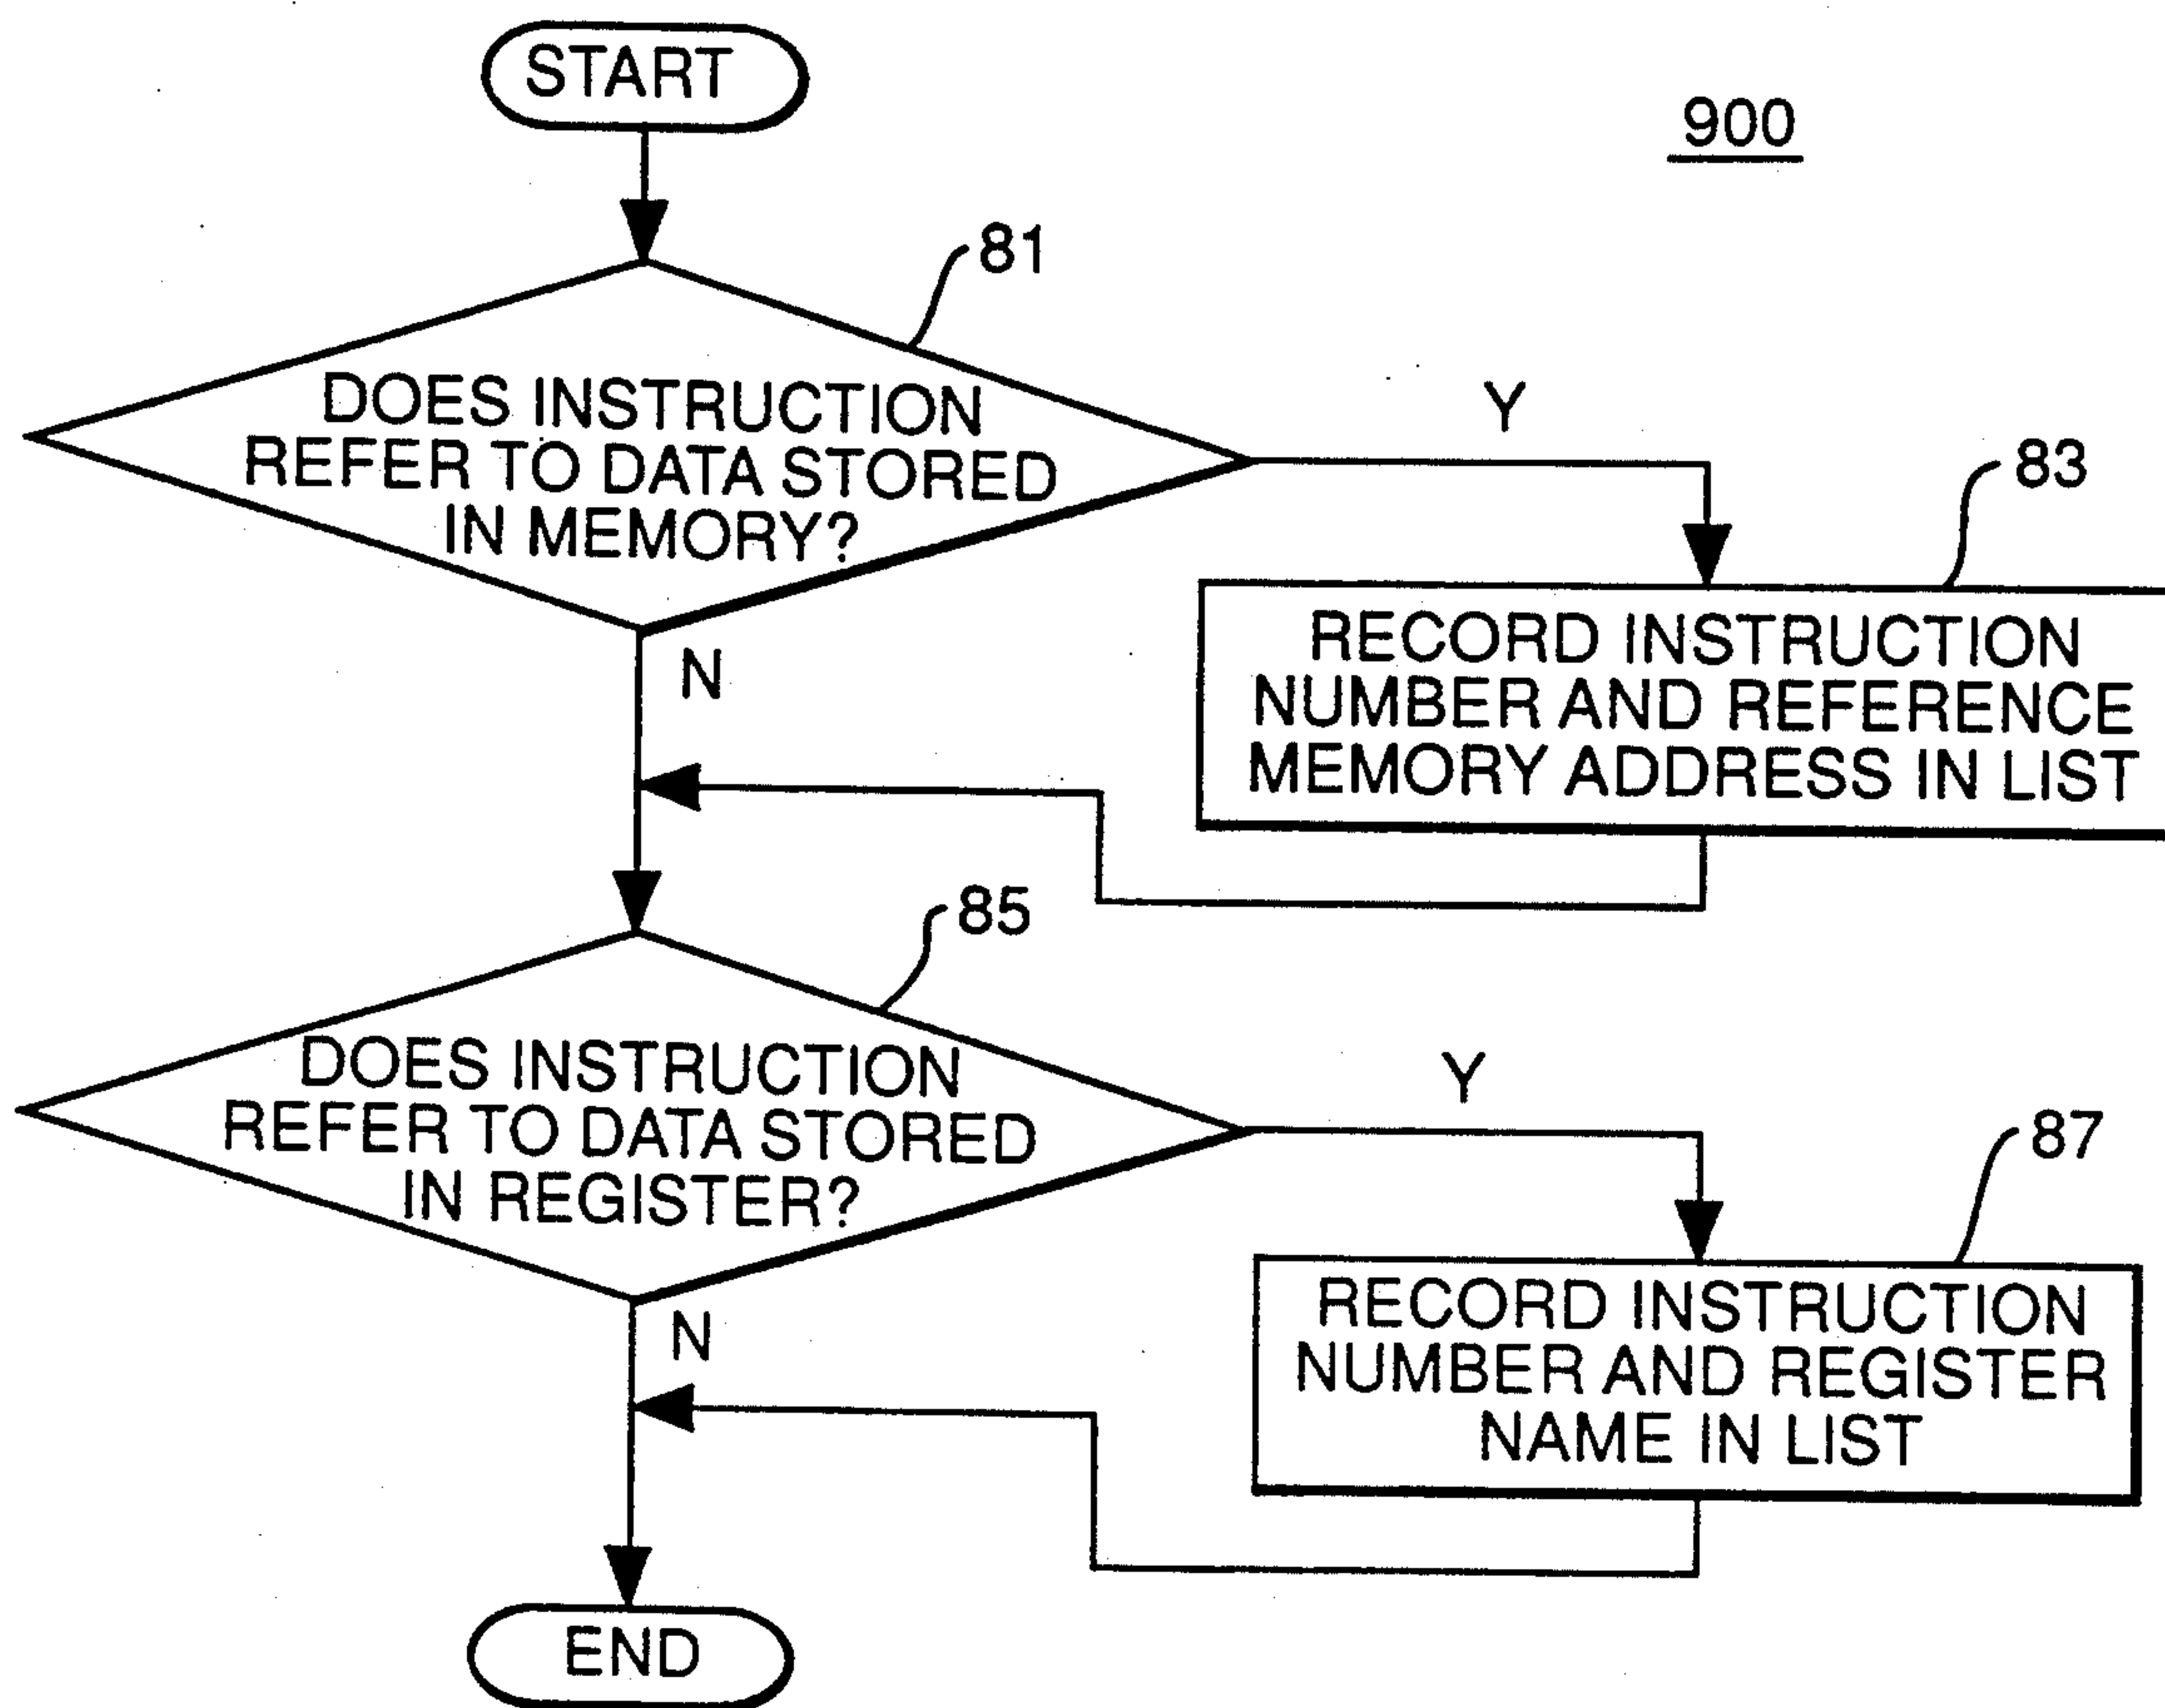 START
900
81
DOES INSTRUCTION
REFER TO DATA STORED
IN MEMORY?
Y
83
RECORD INSTRUCTION
NUMBER AND REFERENCE
MEMORY ADDRESS IN LIST
N
85
DOES INSTRUCTION
REFER TO DATA STORED
IN REGISTER?
Y
87
RECORD INSTRUCTION
NUMBER AND REGISTER
NAME IN LIST
N
END